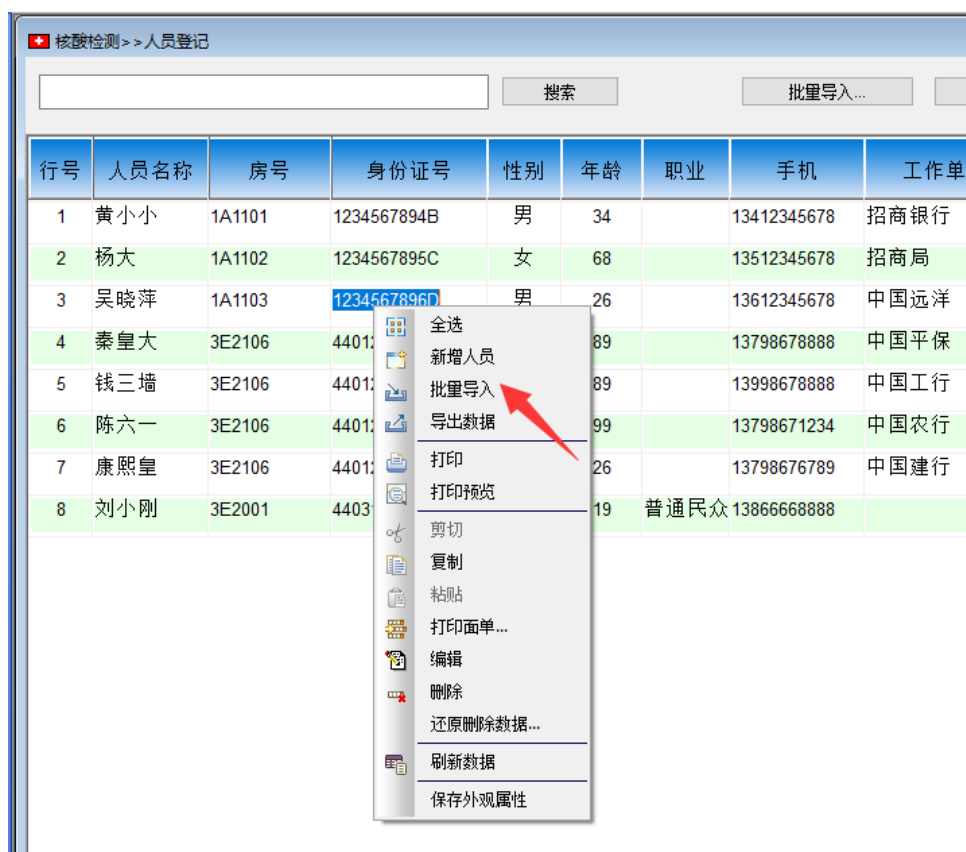 核酸检测>>人员登记
搜索 批量导入...
行号 人员名称 房号 身份证号 性别 年龄 职业 手机 工作单
1 黄小小 1A1101 1234567894B 男 34 13412345678 招商银行
2 杨大 1A1102 1234567895C 女 68 13512345678 招商局
3 吴晓萍 1A1103 1234567896D 男 26 13612345678 中国远洋
4 秦皇大 3E2106 44012 89 13798678888 中国平保
5 钱三墙 3E2106 44012 89 13998678888 中国工行
6 陈六一 3E2106 44012 99 13798671234 中国农行
7 康熙皇 3E2106 44012 26 13798676789 中国建行
8 刘小刚 3E2001 4403 19 普通民众 13866668888
全选
新增人员
批量导入
导出数据
打印
打印预览
剪切
复制
粘贴
打印面单...
编辑
删除
还原删除数据...
刷新数据
保存外观属性